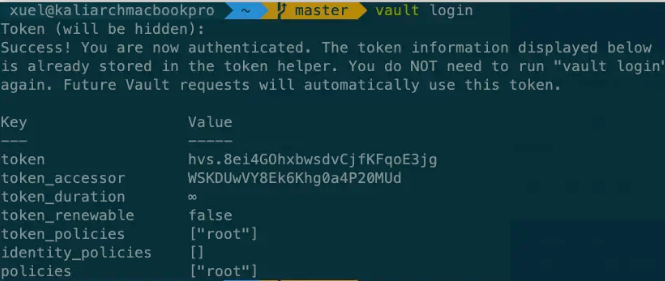 xuel@kaliarchmacbookpro ~ master vault login
Token (will be hidden):
Success! You are now authenticated. The token information displayed below
is already stored in the token helper. You do NOT need to run "vault login"
again. Future Vault requests will automatically use this token.
Key Value
--- -----
token hvs.8ei4GOhxbwsdvCjfKFqoE3jg
token_accessor WSKDUwVY8Ek6Khg0a4P20MUd
token_duration ∞
token_renewable false
token_policies ["root"]
identity_policies []
policies ["root"]